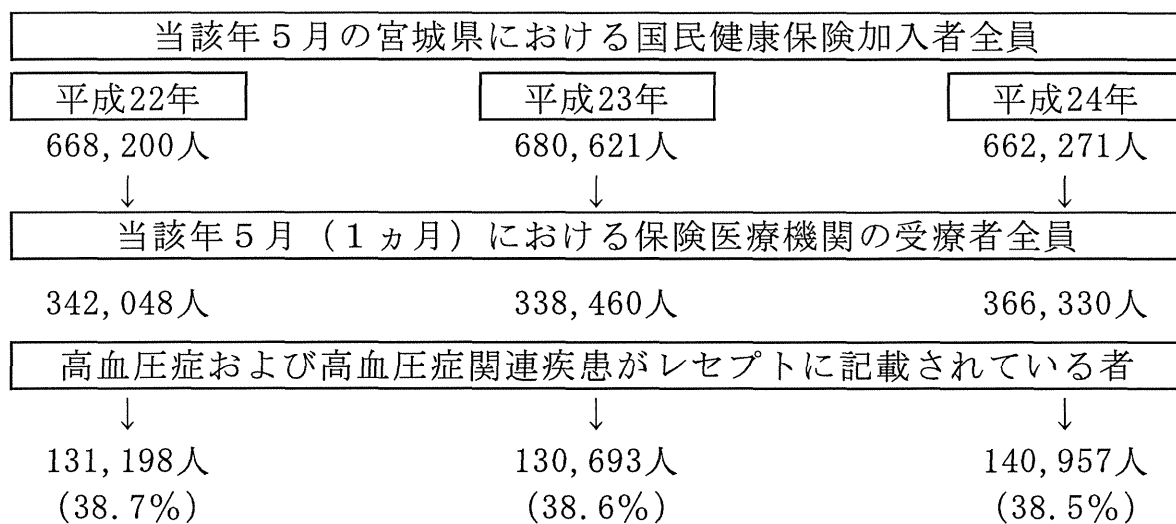 当該年５月の宮城県における国民健康保険加入者全員
平成22年 平成23年 平成24年
668,200人 680,621人 662,271人
↓ ↓ ↓
当該年５月（１ヵ月）における保険医療機関の受療者全員
342,048人 338,460人 366,330人
高血圧症および高血圧症関連疾患がレセプトに記載されている者
↓ ↓ ↓
131,198人 130,693人 140,957人
(38.7%) (38.6%) (38.5%)